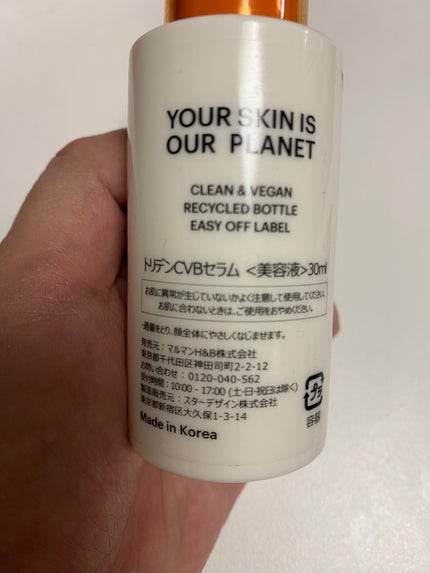 YOUR SKIN IS
OUR PLANET
CLEAN & VEGAN
RECYCLED BOTTLE
EASY OFF LABEL
トリデンCVBセラム <美容液>30ml
お肌に異常が生じていないかよく注意して使用してください。
お肌に合わないときは、ご使用をおやめください。
・適量をとり、顔全体にやさしくなじませます。
発売元：マルマンH&B株式会社
東京都千代田区神田司町2-2-12
お問い合わせ：0120-040-562
受付時間：10:00 - 17:00 (土・日・祝日は除く)
製造販売元：スターデザイン株式会社
東京都新宿区大久保1-3-14
Made in Korea
プラ
容器